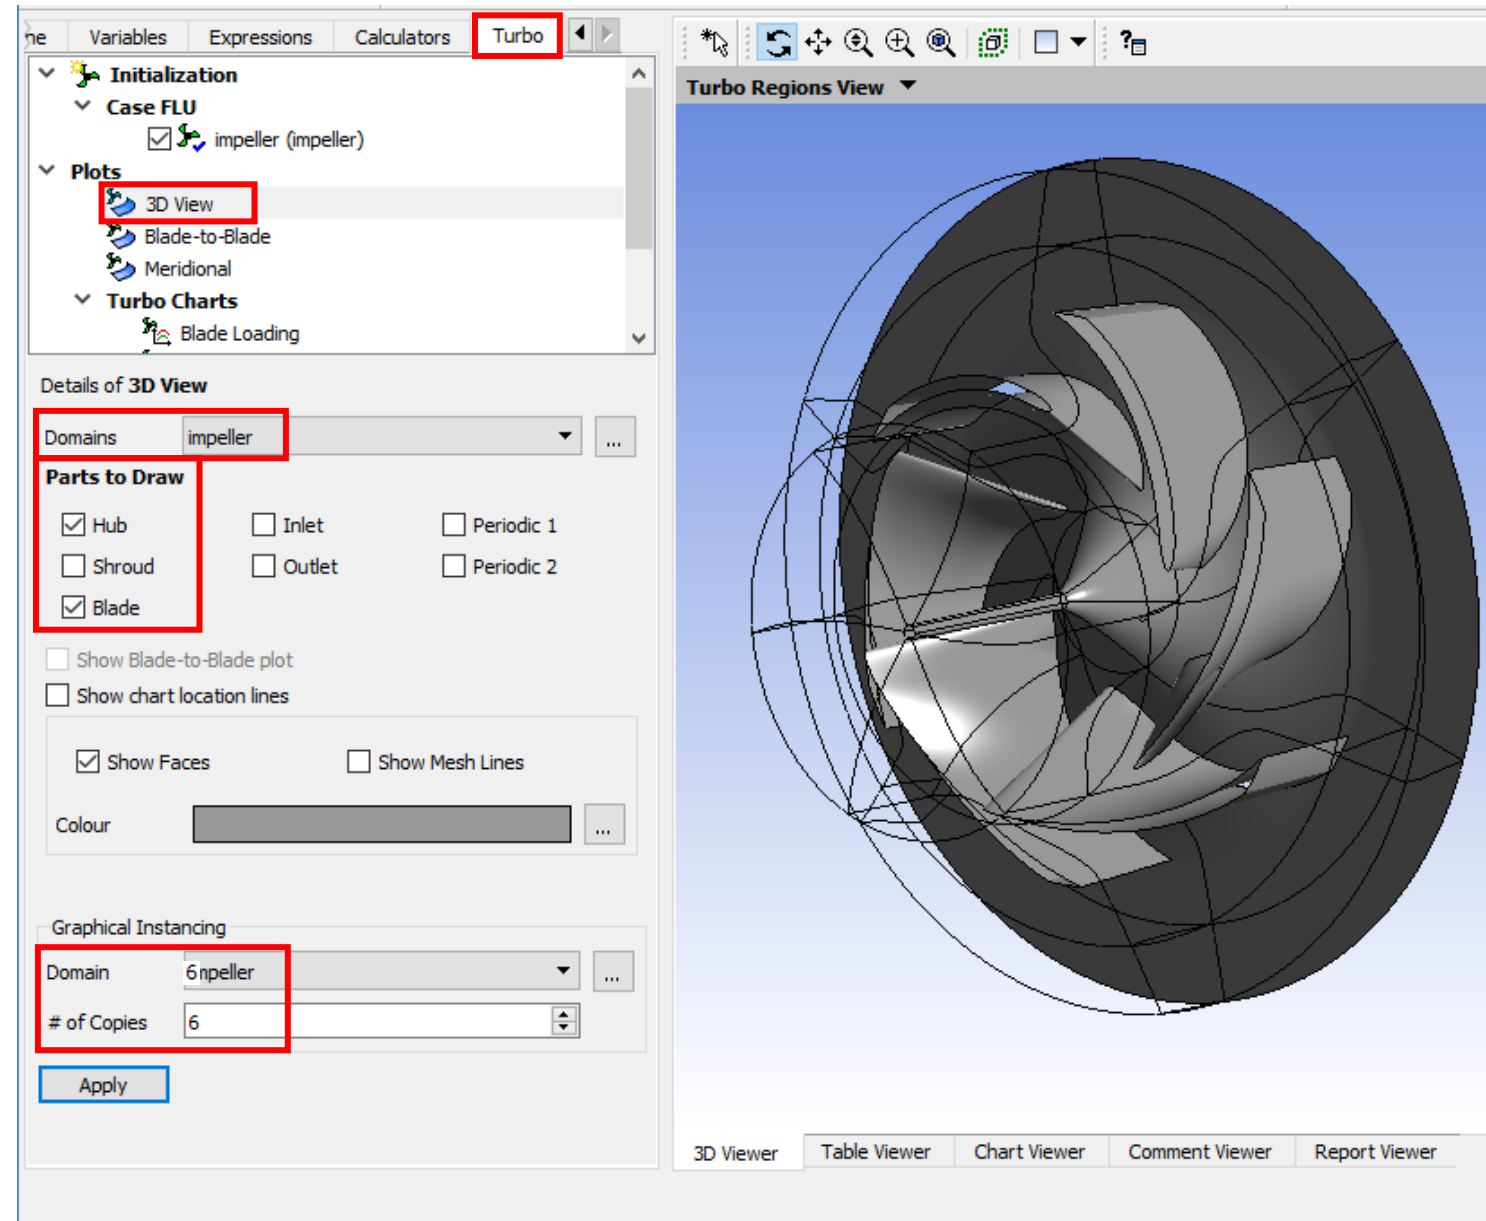 ne Variables Expressions Calculators Turbo
Initialization
Case FLU
impeller (impeller)
Plots
3D View
Blade-to-Blade
Meridional
Turbo Charts
Blade Loading
Details of 3D View
Domains impeller ...
Parts to Draw
Hub Inlet Periodic 1
Shroud Outlet Periodic 2
Blade
Show Blade-to-Blade plot
Show chart location lines
Show Faces Show Mesh Lines
Colour ...
Graphical Instancing
Domain 6mpeller ...
# of Copies 6
Apply
Turbo Regions View
3D Viewer Table Viewer Chart Viewer Comment Viewer Report Viewer